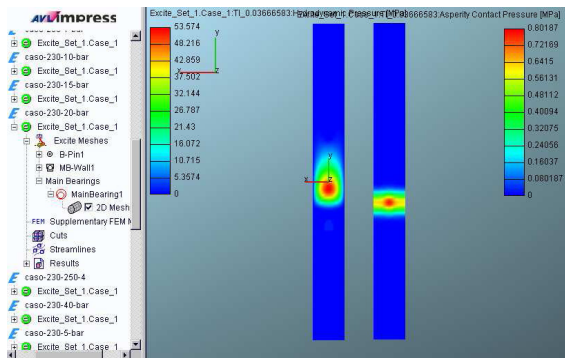 AVL Impress
Excite_Set_1.Case_1
caso-230-10-bar
Excite_Set_1.Case_1
caso-230-15-bar
Excite_Set_1.Case_1
caso-230-20-bar
Excite_Set_1.Case_1
Excite Meshes
B-Pin1
MB-Wall1
Main Bearings
MainBearing1
2D Mesh
FEM Supplementary FEM M
Cuts
Streamlines
Results
caso-230-250-4
Excite_Set_1.Case_1
caso-230-40-bar
Excite_Set_1.Case_1
caso-230-5-bar
Excite_Set_1.Case_1
Excite_Set_1.Case_1:TI_0.03666583:Hydrodynamic Pressure [MPa]
53.574
48.216
42.859
37.502
32.144
26.787
21.43
16.072
10.715
5.3574
0
y
x
z
y
x
z
Excite_Set_1.Case_1:TI_0.03666583:Asperity Contact Pressure [MPa]
0.80187
0.72169
0.6415
0.56131
0.48112
0.40094
0.32075
0.24056
0.16037
0.080187
0